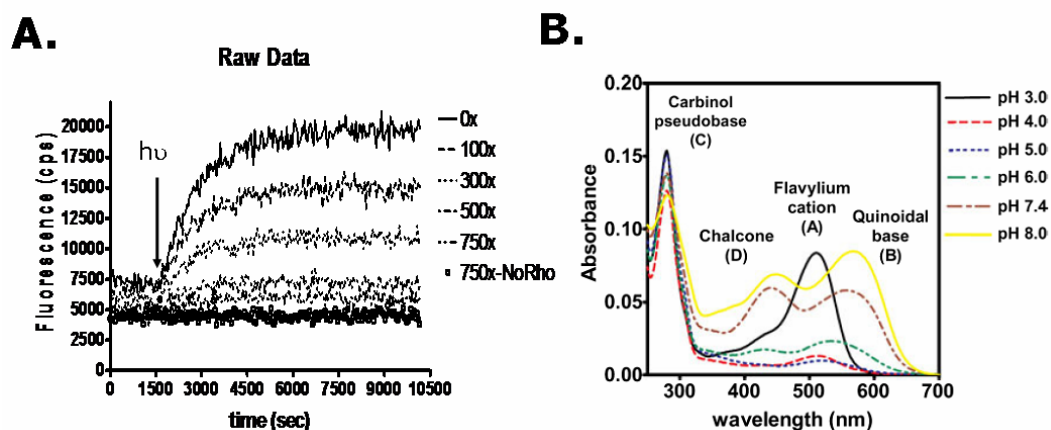 A.
Raw Data
Fluorescence (cps)
20000
17500
15000
12500
10000
7500
5000
2500
0
hυ
0 1500 3000 4500 6000 7500 9000 10500
time (sec)
0x
100x
300x
500x
750x
750x-NoRho
B.
Absorbance
0.20
0.15
0.10
0.05
0.00
Carbinol
pseudobase
(C)
Chalcone
(D)
Flavylium
cation
(A)
Quinoidal
base
(B)
300 400 500 600 700
wavelength (nm)
pH 3.0
pH 4.0
pH 5.0
pH 6.0
pH 7.4
pH 8.0